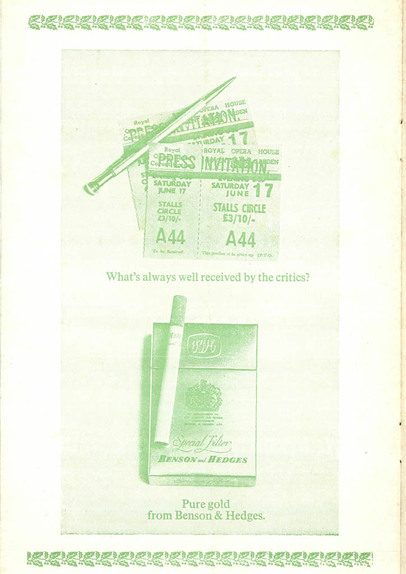 Royal
OPERA HOUSE
PRESS INVITATION,
17
Royal
ROYAL OPERA HOUSE
PRESS INVITATION,
SATURDAY
JUNE 17
SATURDAY
JUNE 17
STALLS
CIRCLE
£3/10/-
STALLS CIRCLE
£3/10/-
A44
A44
What's always well received by the critics?
B&H
Special Filter
BENSON and HEDGES
Pure gold
from Benson & Hedges.